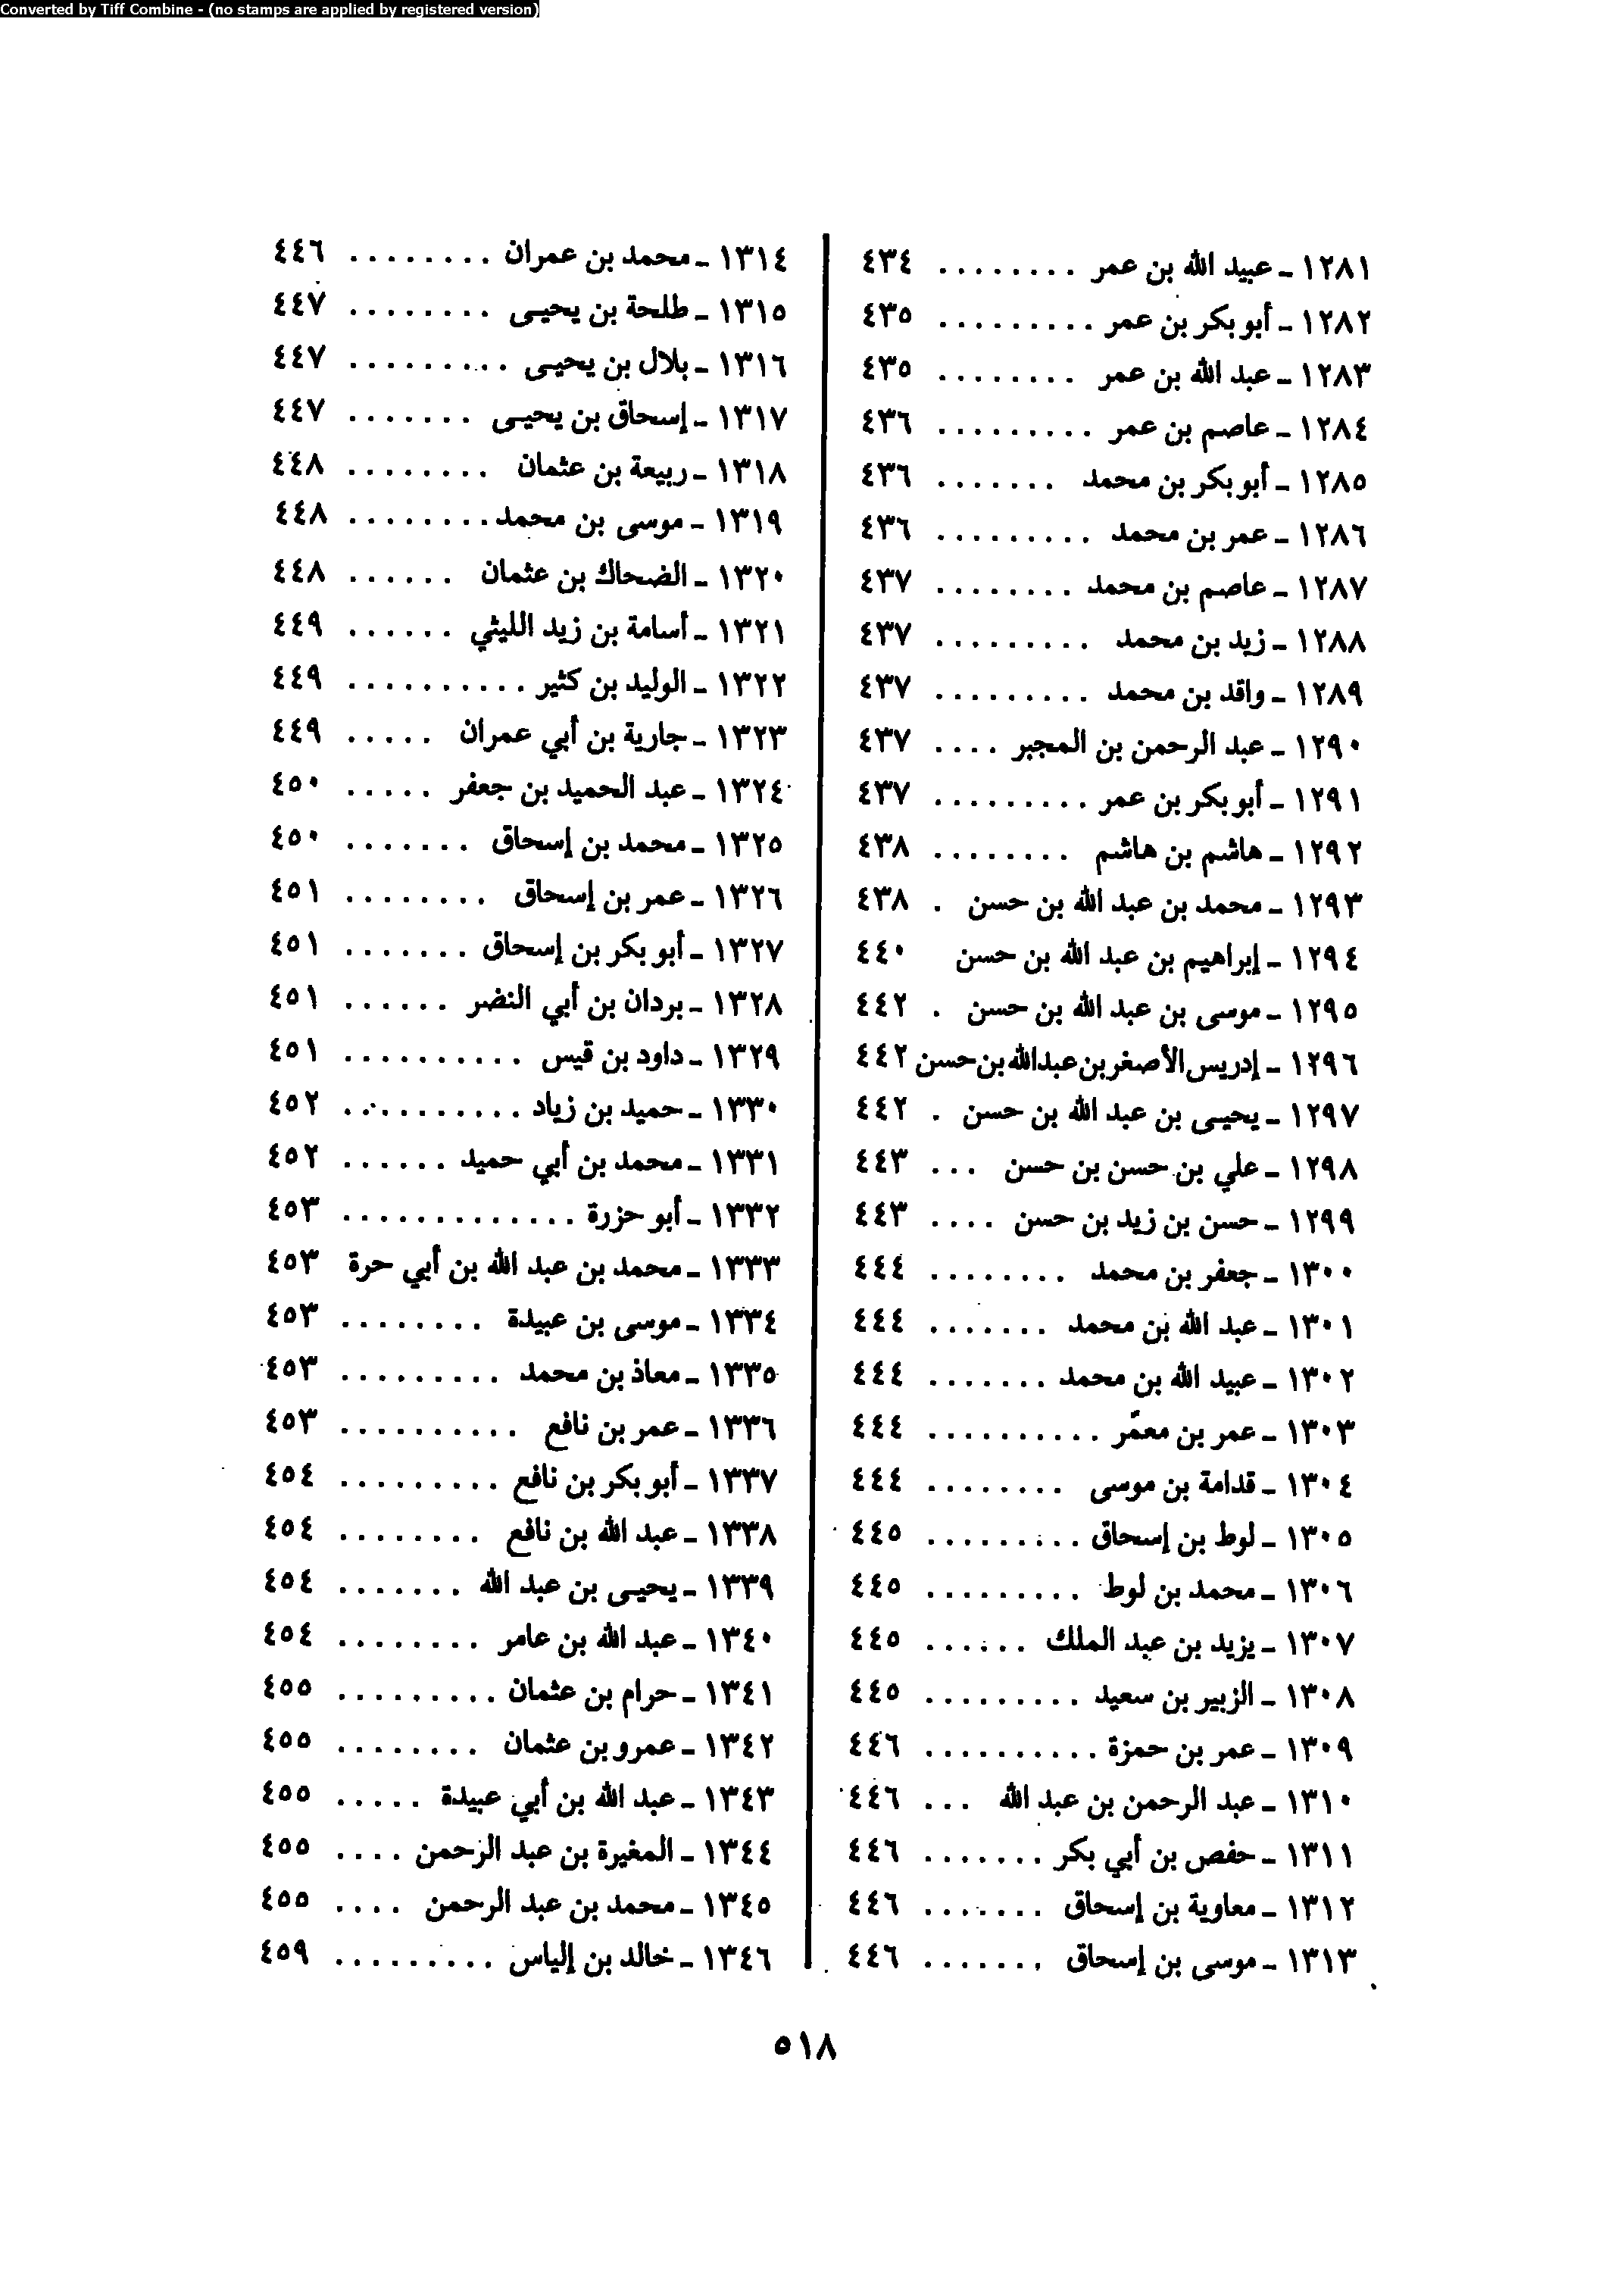 Converted by Tiff Combine - (no stamps are applied by registered version)
١٢٨١ - عبيد الله بن عمر ........ ٤٣٤
١٢٨٢ - أبو بكر بن عمر ......... ٤٣٥
١٢٨٣ - عبد الله بن عمر ........ ٤٣٥
١٢٨٤ - عاصم بن عمر ......... ٤٣٦
١٢٨٥ - أبو بكر بن محمد ....... ٤٣٦
١٢٨٦ - عمر بن محمد ......... ٤٣٦
١٢٨٧ - عاصم بن محمد ........ ٤٣٧
١٢٨٨ - زيد بن محمد ......... ٤٣٧
١٢٨٩ - واقد بن محمد ......... ٤٣٧
١٢٩٠ - عبد الرحمن بن المجبر .... ٤٣٧
١٢٩١ - أبو بكر بن عمر ......... ٤٣٧
١٢٩٢ - هاشم بن هاشم ........ ٤٣٨
١٢٩٣ - محمد بن عبد الله بن حسن . ٤٣٨
١٢٩٤ - إبراهيم بن عبد الله بن حسن ٤٤٠
١٢٩٥ - موسى بن عبد الله بن حسن . ٤٤٢
١٢٩٦ - إدريس الأصغر بن عبد الله بن حسن ٤٤٢
١٢٩٧ - يحيى بن عبد الله بن حسن . ٤٤٢
١٢٩٨ - علي بن حسن بن حسن ... ٤٤٣
١٢٩٩ - حسن بن زيد بن حسن .... ٤٤٣
١٣٠٠ - جعفر بن محمد ........ ٤٤٤
١٣٠١ - عبد الله بن محمد ....... ٤٤٤
١٣٠٢ - عبيد الله بن محمد ....... ٤٤٤
١٣٠٣ - عمر بن معمّر .......... ٤٤٤
١٣٠٤ - قدامة بن موسى ........ ٤٤٤
١٣٠٥ - لوط بن إسحاق ......... ٤٤٥
١٣٠٦ - محمد بن لوط ......... ٤٤٥
١٣٠٧ - يزيد بن عبد الملك ...... ٤٤٥
١٣٠٨ - الزبير بن سعيد ......... ٤٤٥
١٣٠٩ - عمر بن حمزة .......... ٤٤٦
١٣١٠ - عبد الرحمن بن عبد الله ... ٤٤٦
١٣١١ - حفص بن أبي بكر ....... ٤٤٦
١٣١٢ - معاوية بن إسحاق ....... ٤٤٦
١٣١٣ - موسى بن إسحاق ....... ٤٤٦
١٣١٤ - محمد بن عمران ........ ٤٤٦
١٣١٥ - طلحة بن يحيى ........ ٤٤٧
١٣١٦ - بلال بن يحيى ......... ٤٤٧
١٣١٧ - إسحاق بن يحيى ....... ٤٤٧
١٣١٨ - ربيعة بن عثمان ........ ٤٤٨
١٣١٩ - موسى بن محمد ........ ٤٤٨
١٣٢٠ - الضحاك بن عثمان ...... ٤٤٨
١٣٢١ - أسامة بن زيد الليثي ...... ٤٤٩
١٣٢٢ - الوليد بن كثير .......... ٤٤٩
١٣٢٣ - جارية بن أبي عمران ..... ٤٤٩
١٣٢٤ - عبد الحميد بن جعفر ..... ٤٥٠
١٣٢٥ - محمد بن إسحاق ....... ٤٥٠
١٣٢٦ - عمر بن إسحاق ........ ٤٥١
١٣٢٧ - أبو بكر بن إسحاق ....... ٤٥١
١٣٢٨ - بردان بن أبي النضر ...... ٤٥١
١٣٢٩ - داود بن قيس .......... ٤٥١
١٣٣٠ - حميد بن زياد .......... ٤٥٢
١٣٣١ - محمد بن أبي حميد ...... ٤٥٢
١٣٣٢ - أبو حزرة ............. ٤٥٣
١٣٣٣ - محمد بن عبد الله بن أبي حرة ٤٥٣
١٣٣٤ - موسى بن عبيدة ........ ٤٥٣
١٣٣٥ - معاذ بن محمد ......... ٤٥٣
١٣٣٦ - عمر بن نافع .......... ٤٥٣
١٣٣٧ - أبو بكر بن نافع ......... ٤٥٤
١٣٣٨ - عبد الله بن نافع ........ ٤٥٤
١٣٣٩ - يحيى بن عبد الله ....... ٤٥٤
١٣٤٠ - عبد الله بن عامر ........ ٤٥٤
١٣٤١ - حرام بن عثمان ......... ٤٥٥
١٣٤٢ - عمرو بن عثمان ........ ٤٥٥
١٣٤٣ - عبد الله بن أبي عبيدة ..... ٤٥٥
١٣٤٤ - المغيرة بن عبد الرحمن .... ٤٥٥
١٣٤٥ - محمد بن عبد الرحمن .... ٤٥٥
١٣٤٦ - خالد بن إلياس ......... ٤٥٩
٥١٨